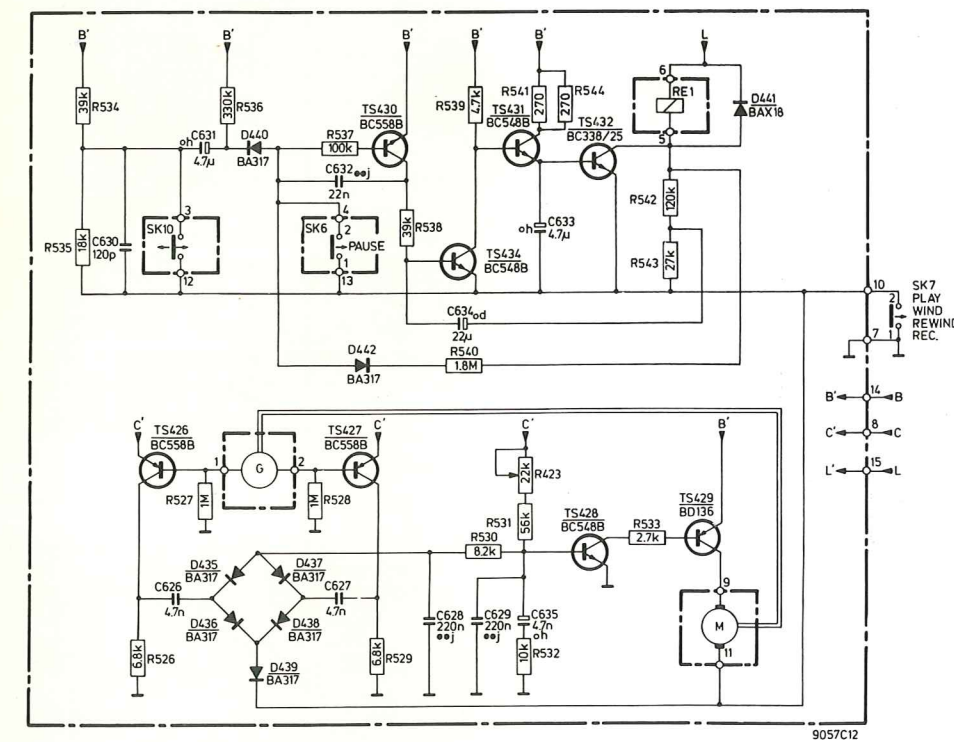 B'
B'
B'
B'
B'
L
39k
R534
330k
R536
TS430
BC558B
R539
4.7k
R541
270
270
R544
TS431
BC548B
TS432
BC338/25
6
RE1
5
D441
BAX18
oh
C631
4.7µ
D440
BA317
R537
100k
C632
22n
j
3
SK10
12
4
SK6
2
PAUSE
1
13
39k
R538
TS434
BC548B
oh
C633
4.7µ
R542
120k
R543
27k
R535
18k
C630
120p
C634
od
22µ
D442
BA317
R540
1.8M
10
SK7
2
PLAY
WIND
REWIND
REC.
7
1
B'
14
B
C'
8
C
L'
15
L
C'
TS426
BC558B
1
G
2
TS427
BC558B
C'
R527
1M
1M
R528
C'
22k
R423
R531
56k
R530
8.2k
TS428
BC548B
R533
2.7k
B'
TS429
BD136
D435
BA317
D437
BA317
C626
4.7n
C627
4.7n
D436
BA317
D438
BA317
6.8k
R526
D439
BA317
6.8k
R529
C628
220n
j
C629
220n
j
C635
4.7n
oh
10k
R532
9
M
11
9057C12